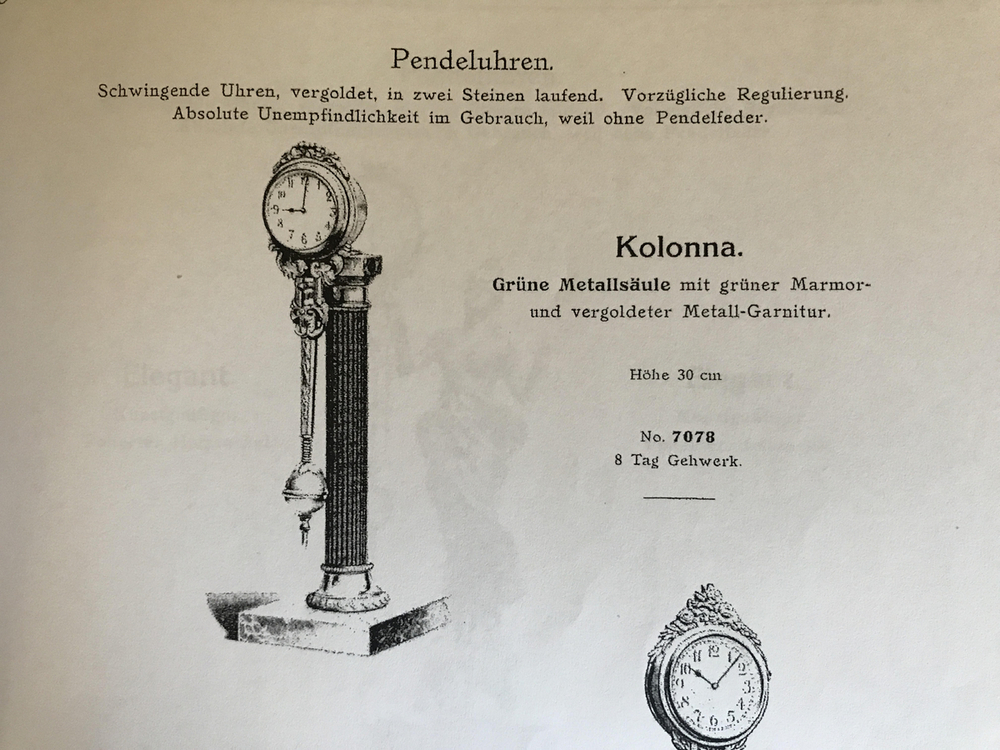 Pendeluhren.
Schwingende Uhren, vergoldet, in zwei Steinen laufend. Vorzügliche Regulierung.
Absolute Unempfindlichkeit im Gebrauch, weil ohne Pendelfeder.
Kolonna.
Grüne Metallsäule mit grüner Marmor-
und vergoldeter Metall-Garnitur.
Höhe 30 cm
No. 7078
8 Tag Gehwerk.
Elegant